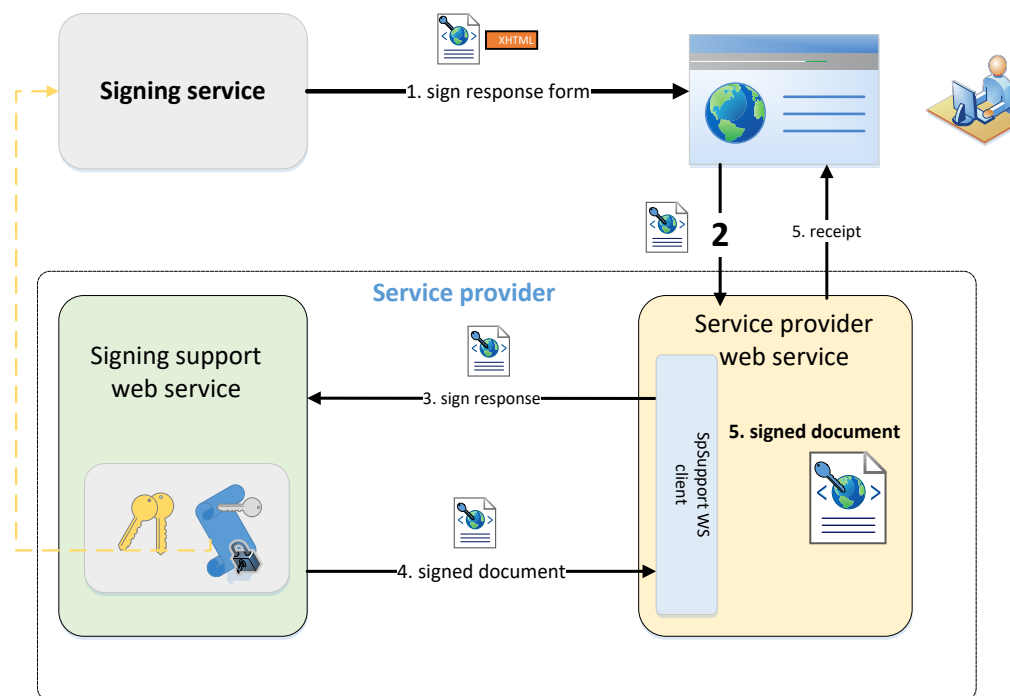 XHTML
Signing service
1. sign response form
2
5. receipt
Service provider
Signing support
web service
Service provider
web service
3. sign response
SpSupport WS
client
5. signed document
4. signed document